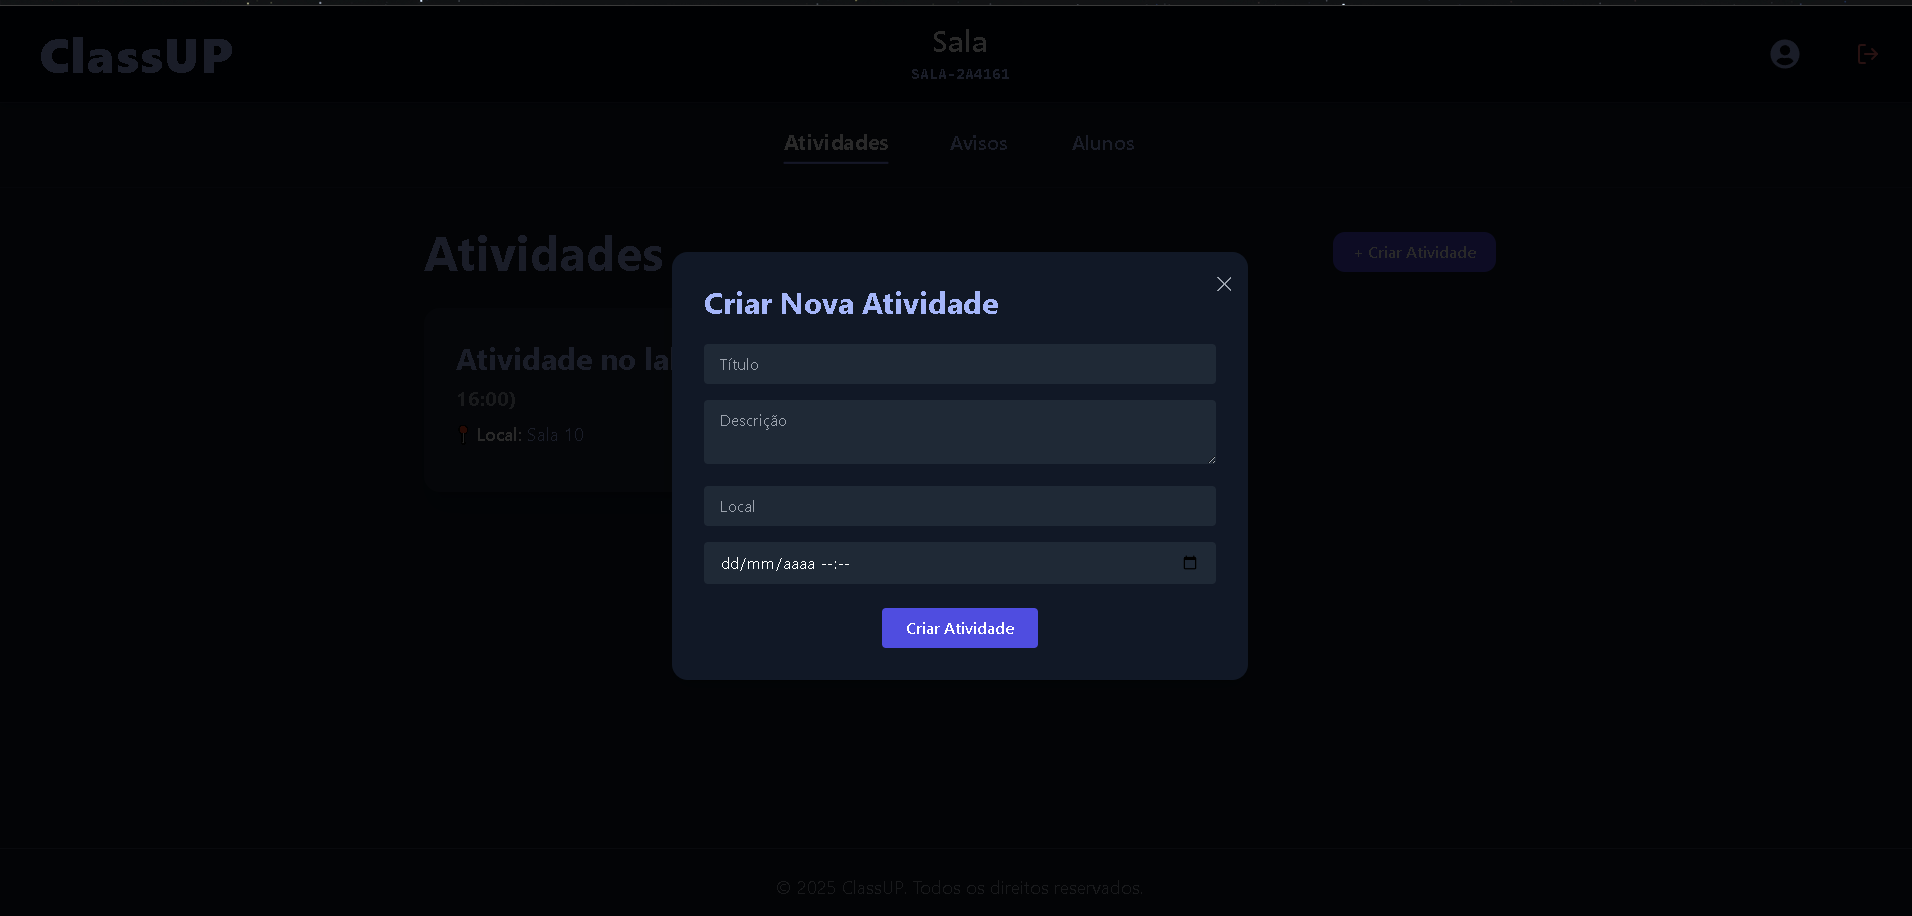 ClassUP
Sala
SALA-2A4161
Atividades
Avisos
Alunos
Atividades
+ Criar Atividade
Atividade no la
16:00)
Local: Sala 10
Criar Nova Atividade
Título
Descrição
Local
dd/mm/aaaa --:--
Criar Atividade
© 2025 ClassUP. Todos os direitos reservados.